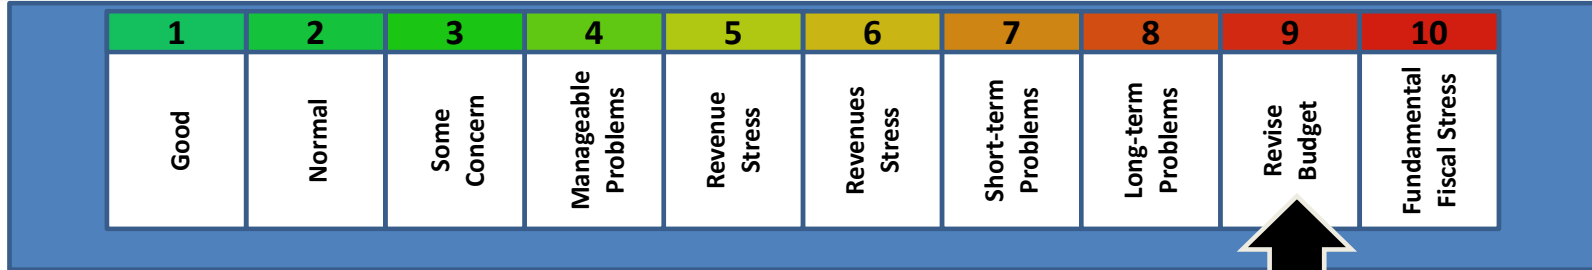 1 2 3 4 5 6 7 8 9 10
Good
Normal
Some
Concern
Manageable
Problems
Revenue
Stress
Revenues
Stress
Short-term
Problems
Long-term
Problems
Revise
Budget
Fundamental
Fiscal Stress